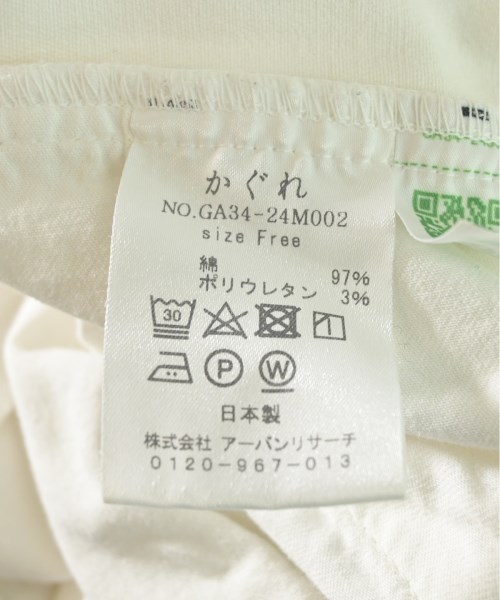 かぐれ
NO.GA34-24M002
size Free
綿 97%
ポリウレタン 3%
30
P
W
日本製
株式会社 アーバンリサーチ
0120-967-013